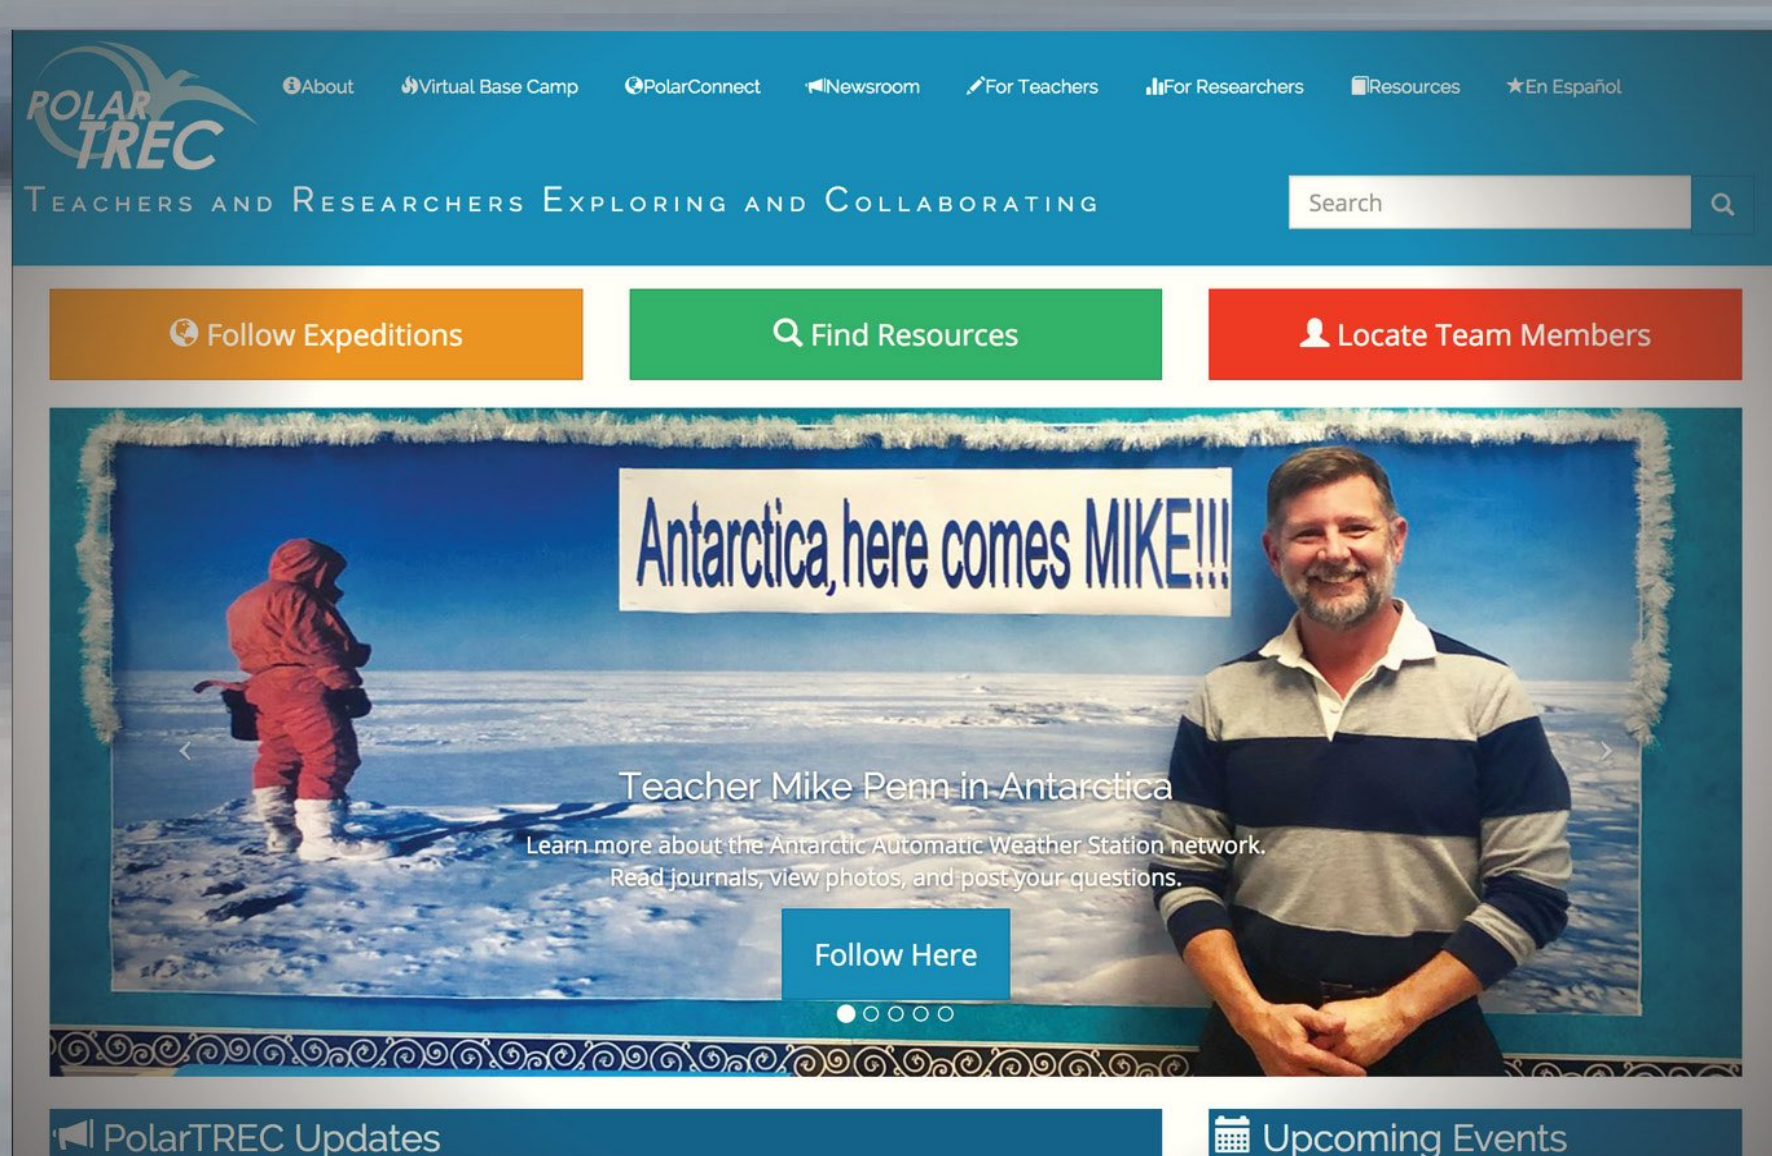 POLAR
TREC
About Virtual Base Camp PolarConnect Newsroom For Teachers For Researchers Resources En Español
TEACHERS AND RESEARCHERS EXPLORING AND COLLABORATING
Search
Follow Expeditions
Find Resources
Locate Team Members
Antarctica, here comes MIKE!!!
Teacher Mike Penn in Antarctica
Learn more about the Antarctic Automatic Weather Station network.
Read journals, view photos, and post your questions.
Follow Here
PolarTREC Updates
Upcoming Events